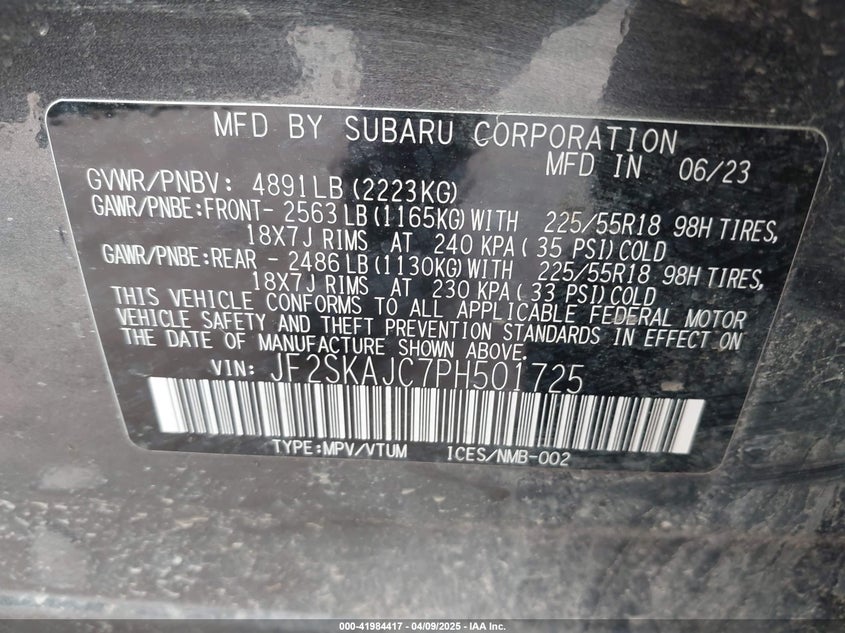 MFD BY SUBARU CORPORATION
MFD IN 06/23
GVWR/PNBV: 4891LB (2223KG)
GAWR/PNBE:FRONT- 2563 LB (1165KG) WITH 225/55R18 98H TIRES,
18X7J RIMS AT 240 KPA ( 35 PSI) COLD
GAWR/PNBE:REAR - 2486 LB (1130KG) WITH 225/55R18 98H TIRES,
18X7J RIMS AT 230 KPA ( 33 PSI) COLD
THIS VEHICLE CONFORMS TO ALL APPLICABLE FEDERAL MOTOR
VEHICLE SAFETY AND THEFT PREVENTION STANDARDS IN EFFECT ON
THE DATE OF MANUFACTURE SHOWN ABOVE.
VIN: JF2SKAJC7PH501725
TYPE:MPV/VTUM ICES/NMB-002
000-41984417 - 04/09/2025 - IAA Inc.